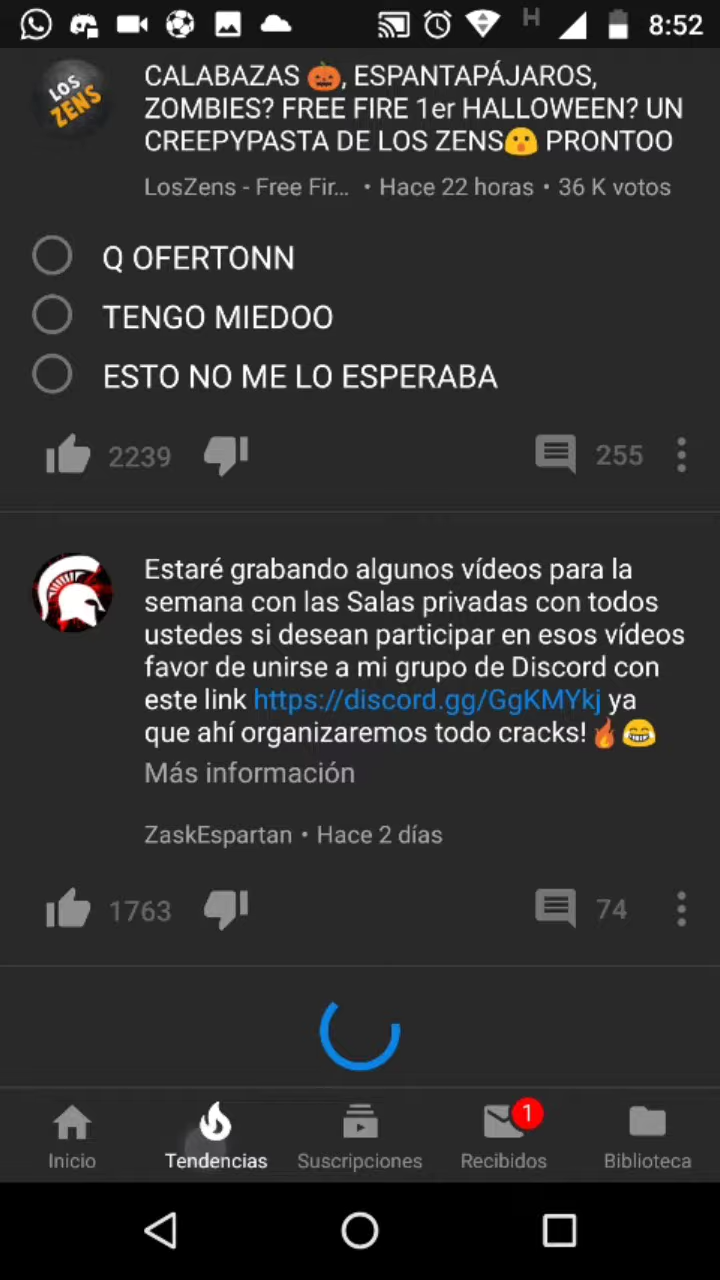 H 8:52
LOS
ZENS
CALABAZAS 🎃, ESPANTAPÁJAROS,
ZOMBIES? FREE FIRE 1er HALLOWEEN? UN
CREEPYPASTA DE LOS ZENS😮 PRONTOO
LosZens - Free Fir... • Hace 22 horas • 36 K votos
Q OFERTONN
TENGO MIEDOO
ESTO NO ME LO ESPERABA
2239 255
Estaré grabando algunos vídeos para la
semana con las Salas privadas con todos
ustedes si desean participar en esos vídeos
favor de unirse a mi grupo de Discord con
este link https://discord.gg/GgKMYkj ya
que ahí organizaremos todo cracks!🔥😂
Más información
ZaskEspartan • Hace 2 días
1763 74
1
Inicio Tendencias Suscripciones Recibidos Biblioteca